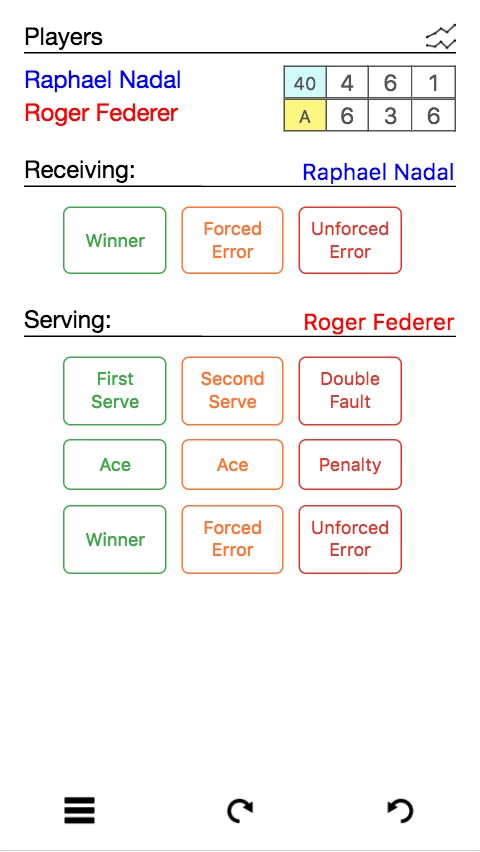 Players
Raphael Nadal 40 4 6 1
Roger Federer A 6 3 6
Receiving: Raphael Nadal
Winner Forced Error Unforced Error
Serving: Roger Federer
First Serve Second Serve Double Fault
Ace Ace Penalty
Winner Forced Error Unforced Error